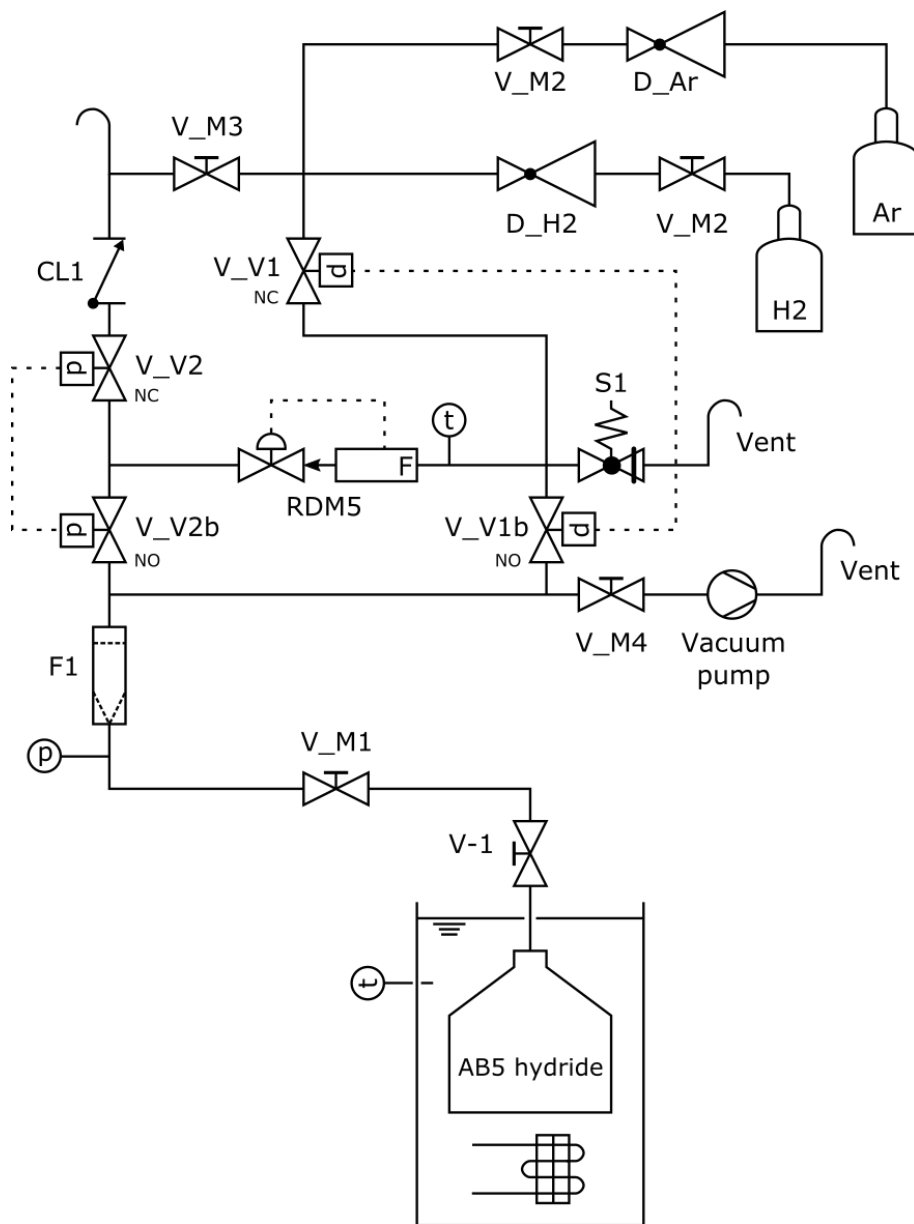 V_M2
D_Ar
Ar
V_M3
D_H2
V_M2
H2
CL1
V_V1
NC
d
V_V2
NC
p
S1
t
Vent
F
RDM5
V_V2b
NO
p
V_V1b
NO
d
Vent
V_M4
Vacuum
pump
F1
p
V_M1
V-1
t
AB5 hydride